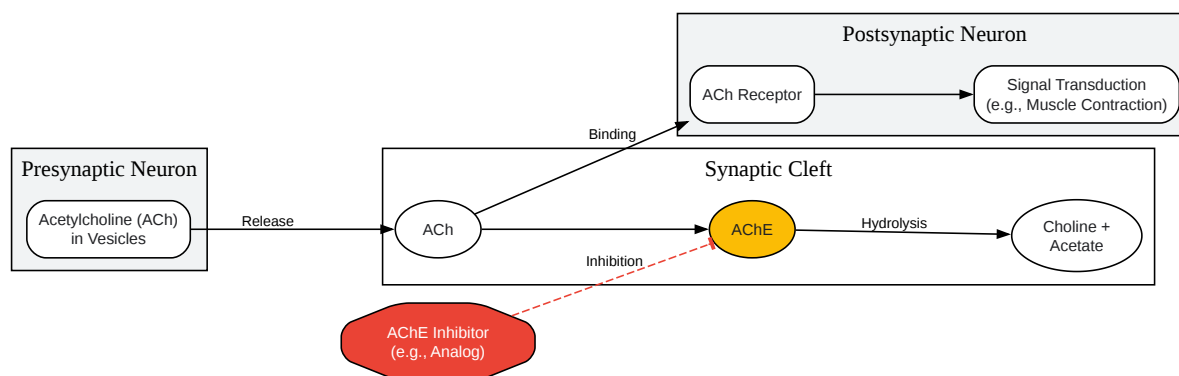 Postsynaptic Neuron
ACh Receptor
Signal Transduction
(e.g., Muscle Contraction)
Binding
Presynaptic Neuron
Acetylcholine (ACh)
in Vesicles
Release
Synaptic Cleft
ACh
AChE
Hydrolysis
Choline +
Acetate
Inhibition
AChE Inhibitor
(e.g., Analog)